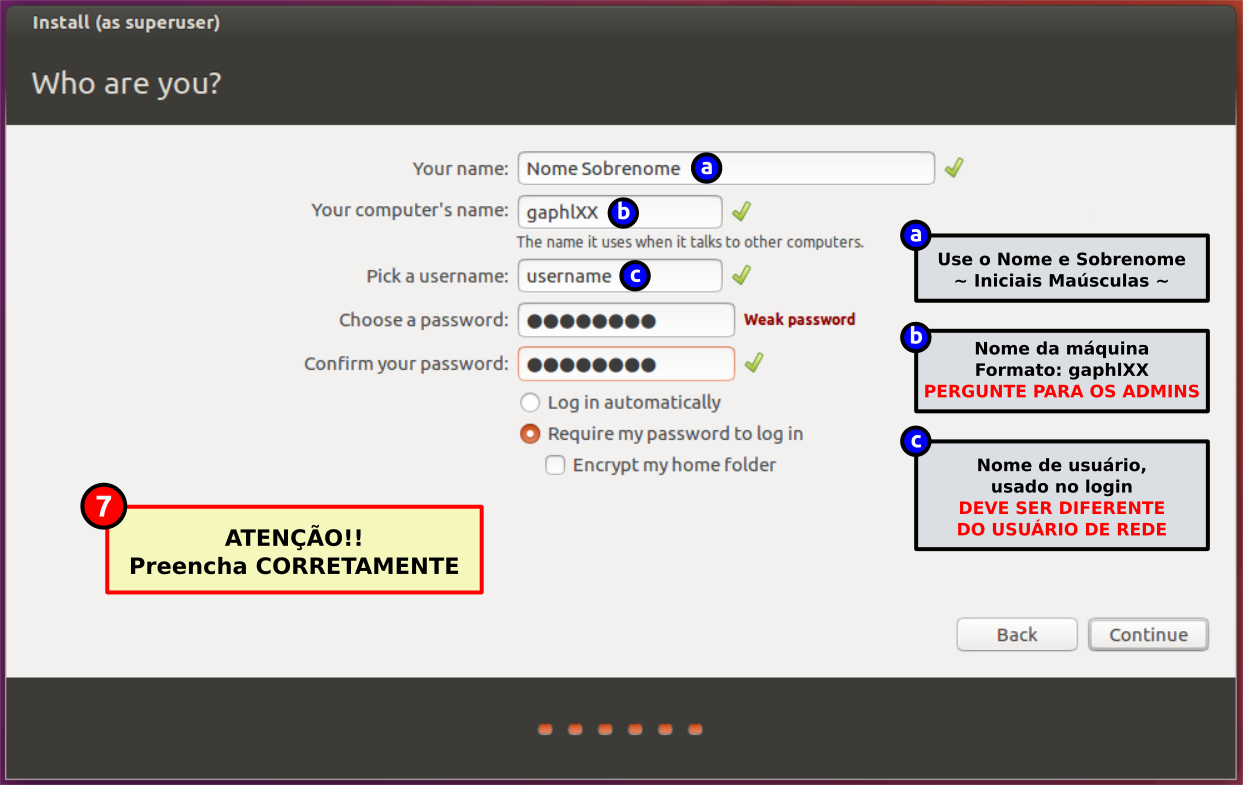 Install (as superuser)
Who are you?
Your name: Nome Sobrenome a
Your computer's name: gaphlXX b
The name it uses when it talks to other computers.
Pick a username: username c
Choose a password: ●●●●●●●● Weak password
Confirm your password: ●●●●●●●●
Log in automatically
Require my password to log in
Encrypt my home folder
a
Use o Nome e Sobrenome
~ Iniciais Maúsculas ~
b
Nome da máquina
Formato: gaphlXX
PERGUNTE PARA OS ADMINS
c
Nome de usuário,
usado no login
DEVE SER DIFERENTE
DO USUÁRIO DE REDE
7
ATENÇÃO!!
Preencha CORRETAMENTE
Back
Continue